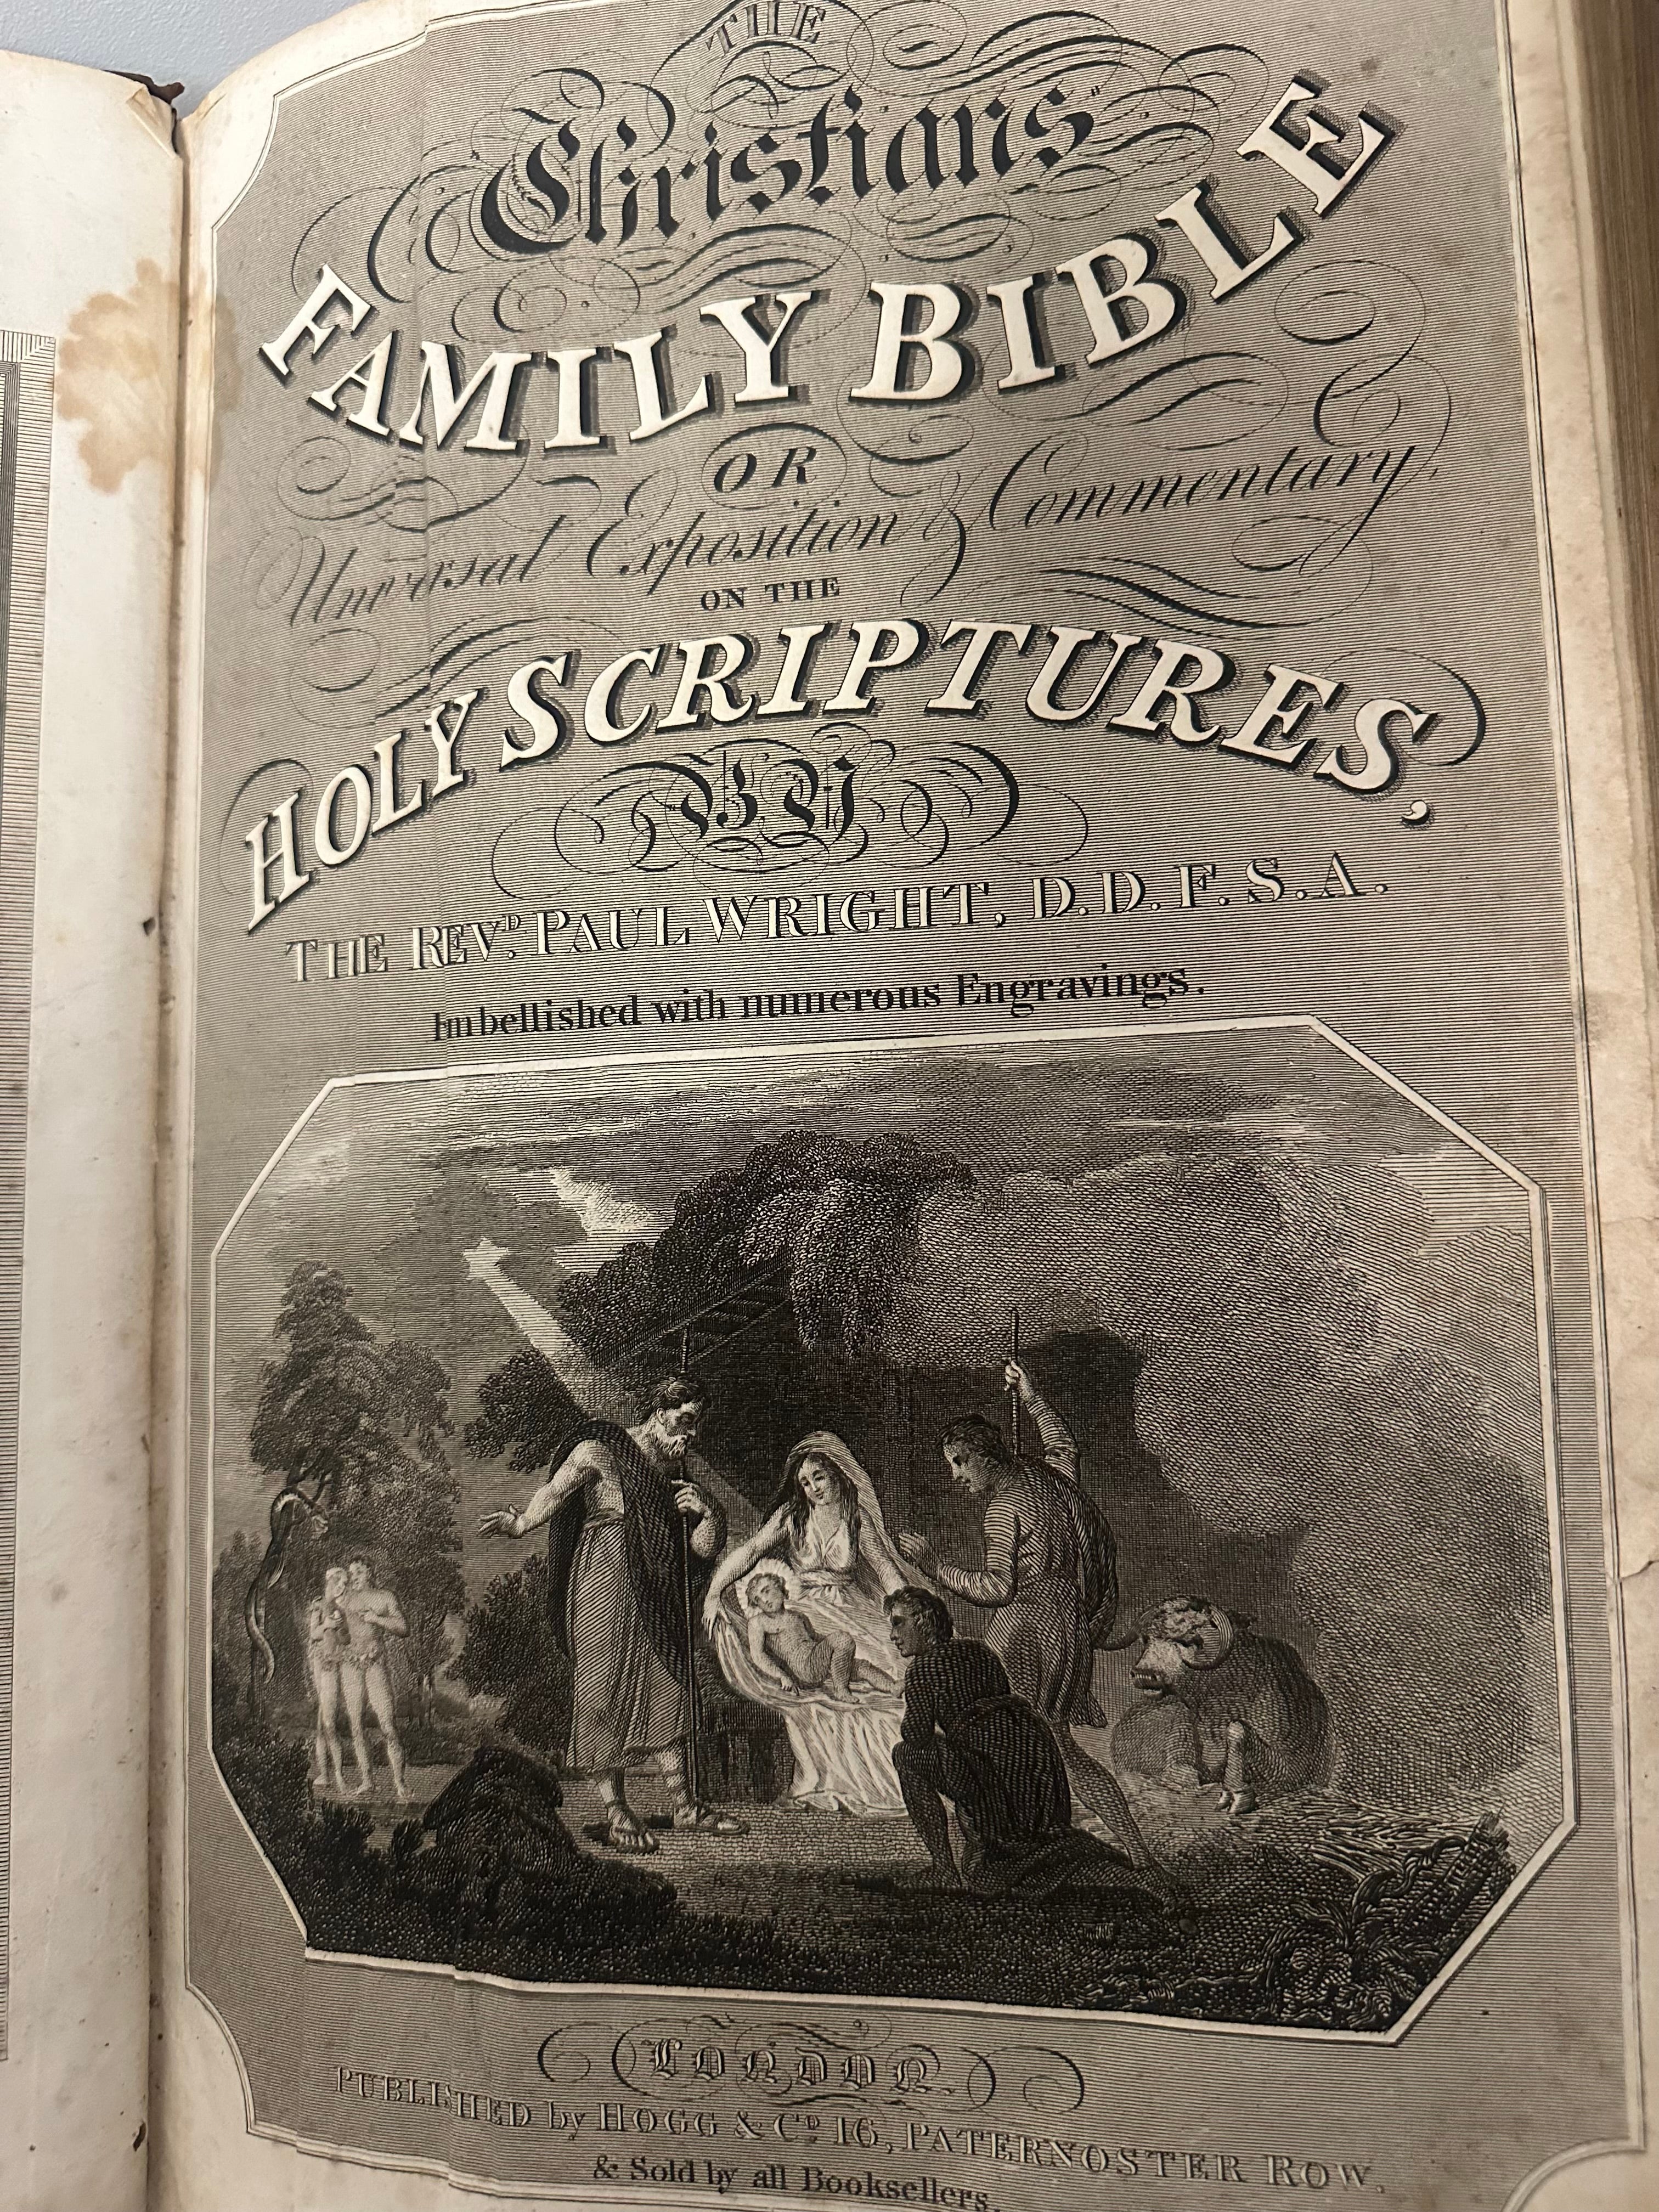 THE
Christians
FAMILY BIBLE
OR
Universal Exposition & Commentary,
ON THE
HOLY SCRIPTURES,
BY
THE REVD. PAUL WRIGHT, D.D.F.S.A.
Imbellished with numerous Engravings.
LONDON.
PUBLISHED by HOGG & Co. 16, PATERNOSTER ROW.
& Sold by all Booksellers.